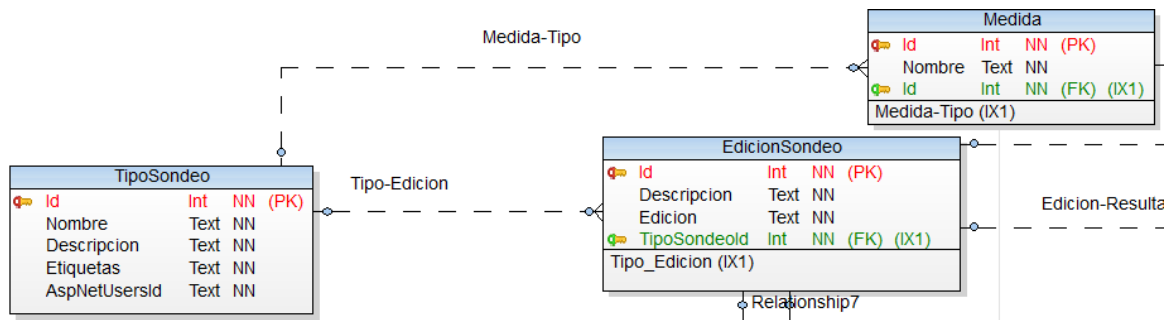 Medida
Id Int NN (PK)
Nombre Text NN
Id Int NN (FK) (IX1)
Medida-Tipo (IX1)
Medida-Tipo
TipoSondeo
Id Int NN (PK)
Nombre Text NN
Descripcion Text NN
Etiquetas Text NN
AspNetUsersId Text NN
Tipo-Edicion
EdicionSondeo
Id Int NN (PK)
Descripcion Text NN
Edicion Text NN
TipoSondeoId Int NN (FK) (IX1)
Tipo_Edicion (IX1)
Edicion-Resulta
Relationship7